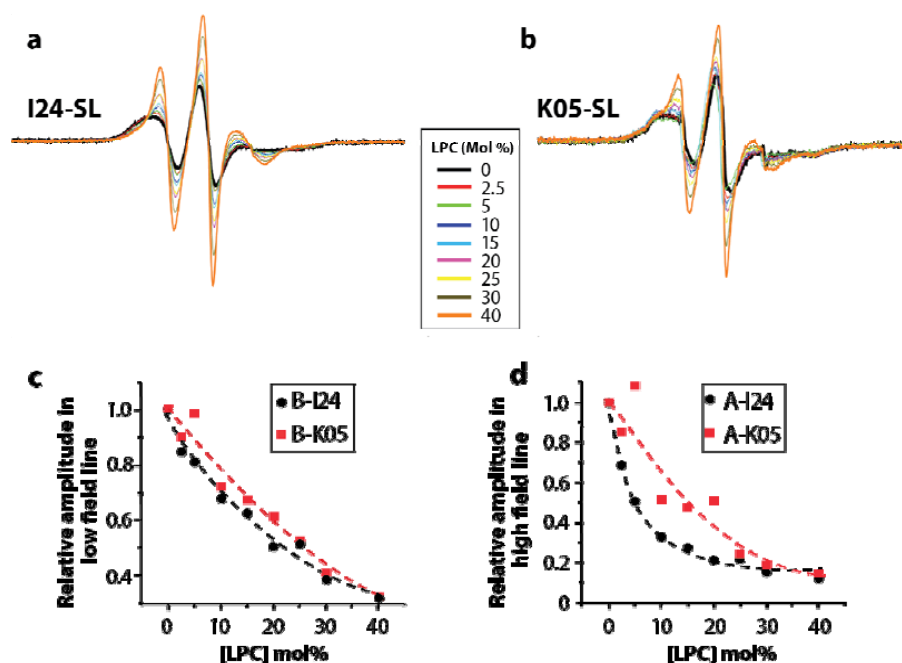 a
b
I24-SL
K05-SL
LPC (Mol %)
0
2.5
5
10
15
20
25
30
40
c
d
B-I24
B-K05
A-I24
A-K05
Relative amplitude in
low field line
1.0
0.8
0.6
0.4
0 10 20 30 40
[LPC] mol%
Relative amplitude in
high field line
1.0
0.8
0.6
0.4
0.2
0
0 10 20 30 40
[LPC] mol%